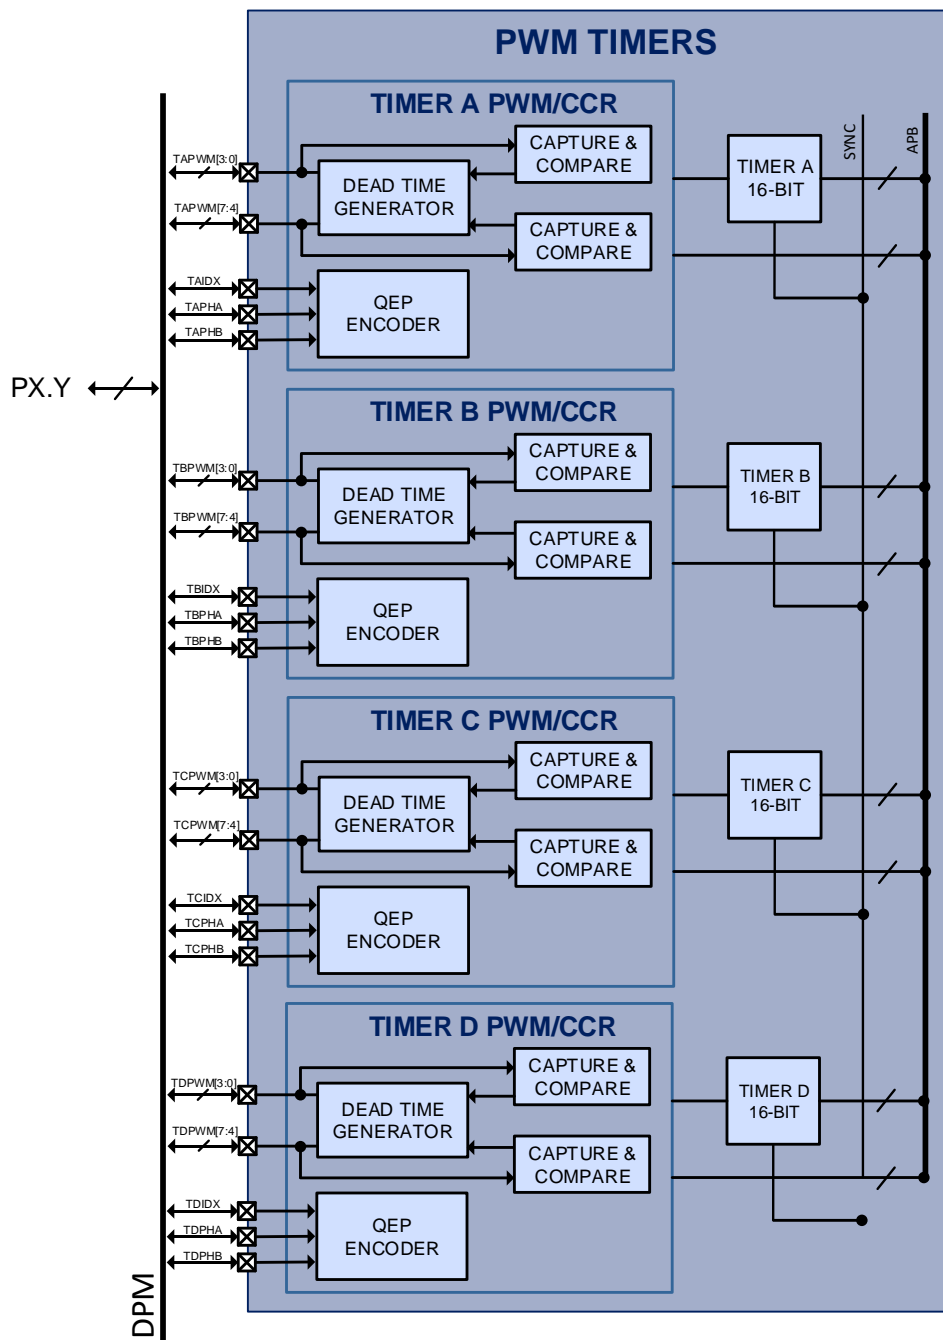 PWM TIMERS
TIMER A PWM/CCR
CAPTURE &
COMPARE
SYNC
APB
TAPWM[3:0]
DEAD TIME
GENERATOR
TIMER A
16-BIT
TAPWM[7:4]
CAPTURE &
COMPARE
TAIDX
TAPHA
TAPHB
QEP
ENCODER
PX.Y
TIMER B PWM/CCR
CAPTURE &
COMPARE
TBPWM[3:0]
DEAD TIME
GENERATOR
TIMER B
16-BIT
TBPWM[7:4]
CAPTURE &
COMPARE
TBIDX
TBPHA
TBPHB
QEP
ENCODER
TIMER C PWM/CCR
CAPTURE &
COMPARE
TCPWM[3:0]
DEAD TIME
GENERATOR
TIMER C
16-BIT
TCPWM[7:4]
CAPTURE &
COMPARE
TCIDX
TCPHA
TCPHB
QEP
ENCODER
TIMER D PWM/CCR
CAPTURE &
COMPARE
TDPWM[3:0]
DEAD TIME
GENERATOR
TIMER D
16-BIT
TDPWM[7:4]
CAPTURE &
COMPARE
TDIDX
TDPHA
TDPHB
QEP
ENCODER
DPM